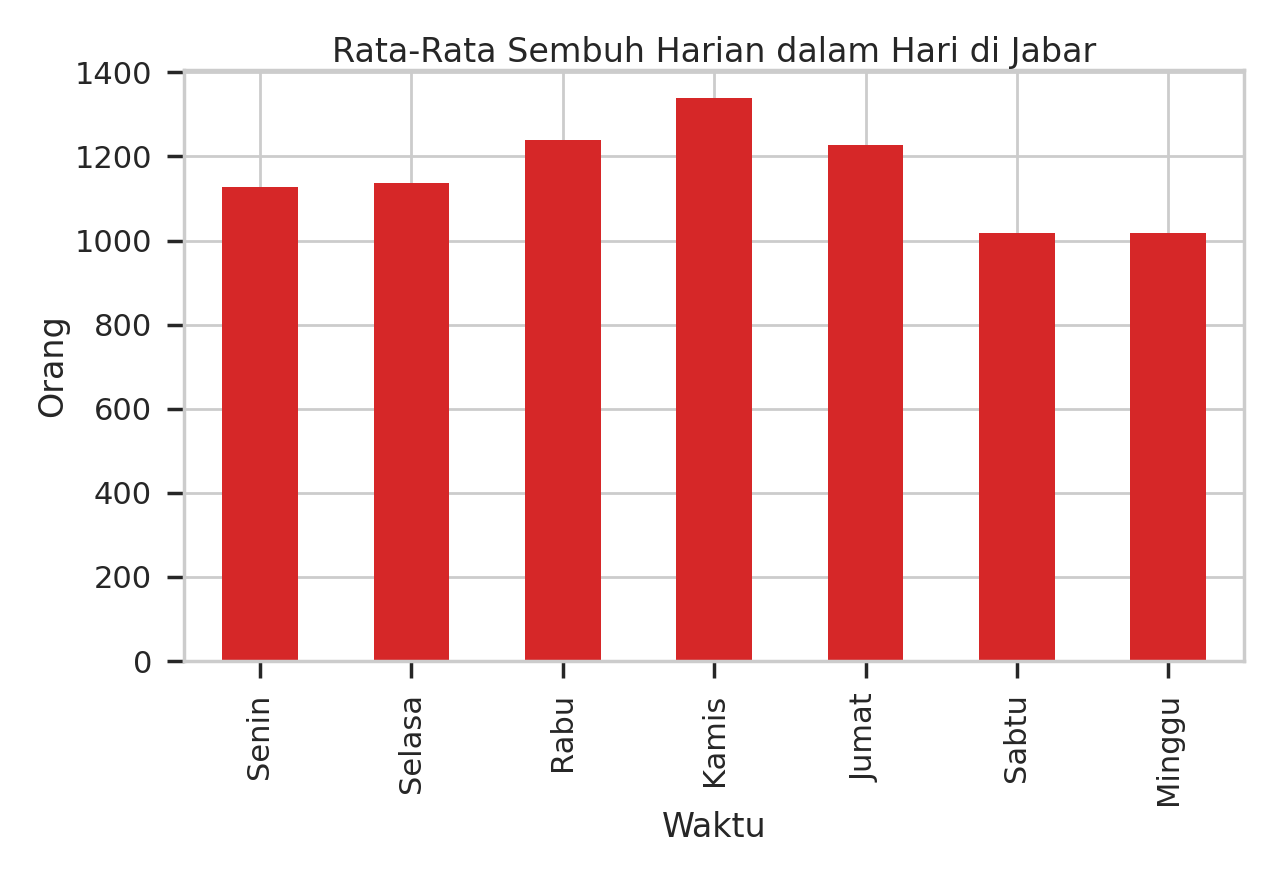 Rata-Rata Sembuh Harian dalam Hari di Jabar
1400
1200
1000
800
600
400
200
0
Orang
Senin
Selasa
Rabu
Kamis
Jumat
Sabtu
Minggu
Waktu